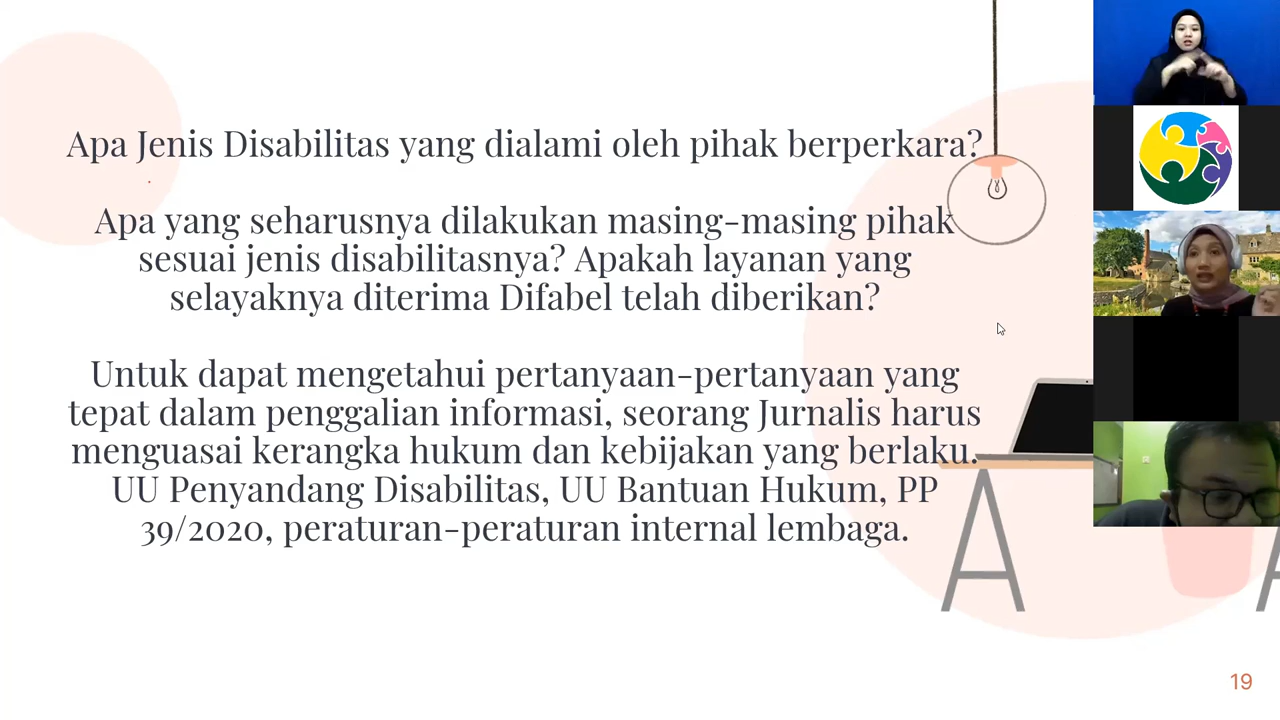 Apa Jenis Disabilitas yang dialami oleh pihak berperkara?
Apa yang seharusnya dilakukan masing-masing pihak
sesuai jenis disabilitasnya? Apakah layanan yang
selayaknya diterima Difabel telah diberikan?
Untuk dapat mengetahui pertanyaan-pertanyaan yang
tepat dalam penggalian informasi, seorang Jurnalis harus
menguasai kerangka hukum dan kebijakan yang berlaku.
UU Penyandang Disabilitas, UU Bantuan Hukum, PP
39/2020, peraturan-peraturan internal lembaga.
19